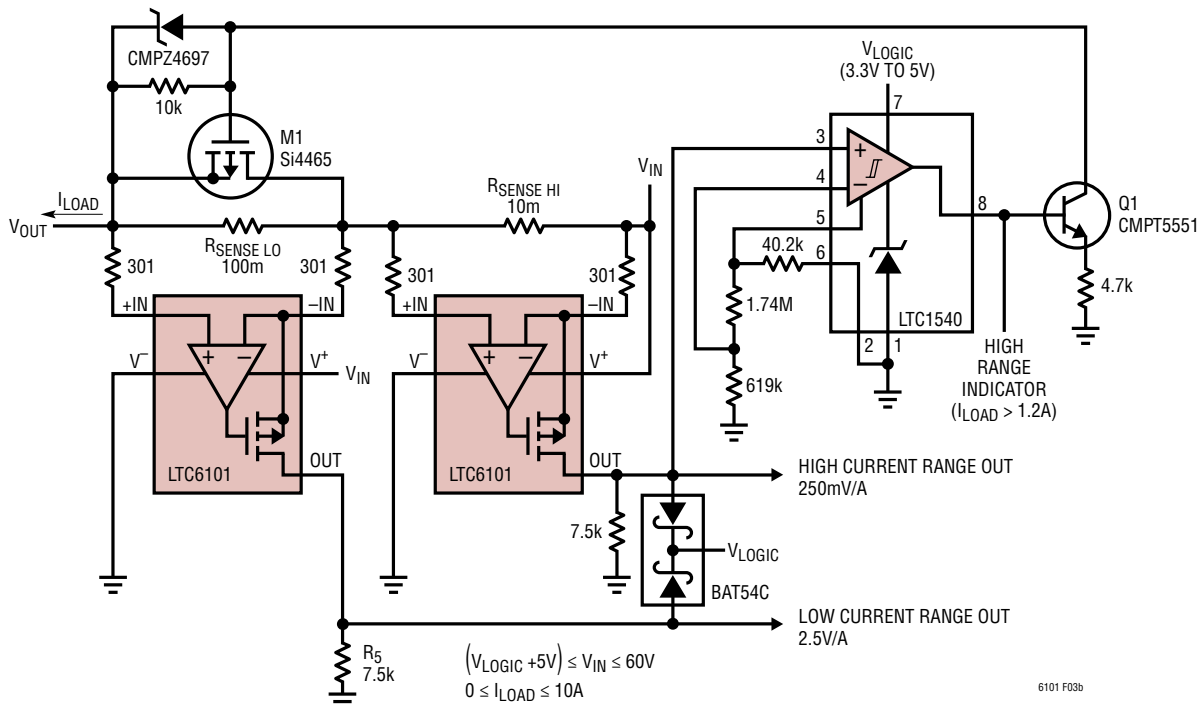 CMPZ4697
10k
M1
Si4465
VLOGIC
(3.3V TO 5V)
7
3
4
5
6
8
2
1
+
−
LTC1540
Q1
CMPT5551
4.7k
HIGH
RANGE
INDICATOR
(ILOAD > 1.2A)
40.2k
1.74M
619k
VIN
ILOAD
VOUT
RSENSE LO
100m
RSENSE HI
10m
301
301
301
301
+IN
−IN
+IN
−IN
V−
+
−
V+
VIN
V−
+
−
V+
LTC6101
OUT
LTC6101
OUT
HIGH CURRENT RANGE OUT
250mV/A
7.5k
VLOGIC
BAT54C
LOW CURRENT RANGE OUT
2.5V/A
R5
7.5k
(VLOGIC +5V) ≤ VIN ≤ 60V
0 ≤ ILOAD ≤ 10A
6101 F03b